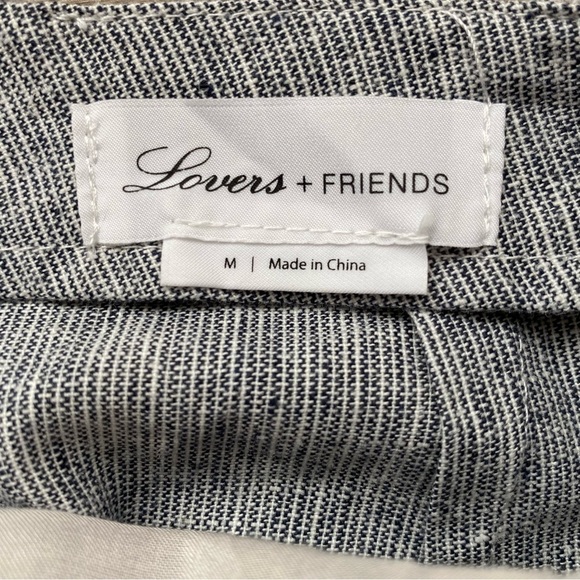 Lovers + FRIENDS
M | Made in China